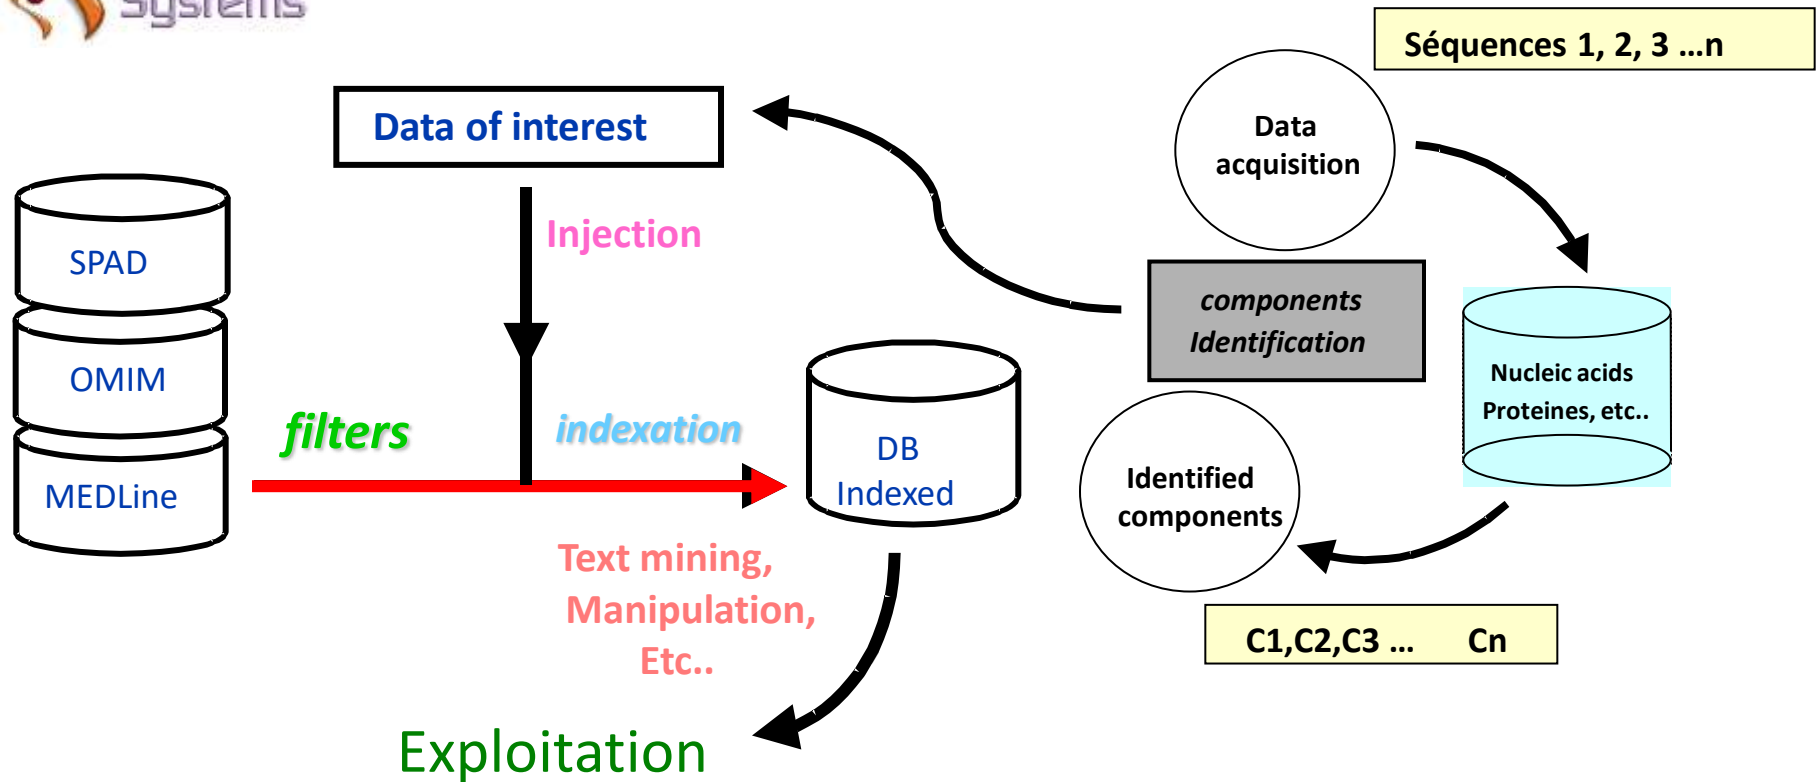 Systems
Séquences 1, 2, 3 ...n
Data of interest
Data
acquisition
Injection
SPAD
components
Identification
OMIM
Nucleic acids
Proteines, etc..
filters
indexation
DB
Indexed
MEDLine
Identified
components
Text mining,
Manipulation,
Etc..
C1,C2,C3 ... Cn
Exploitation